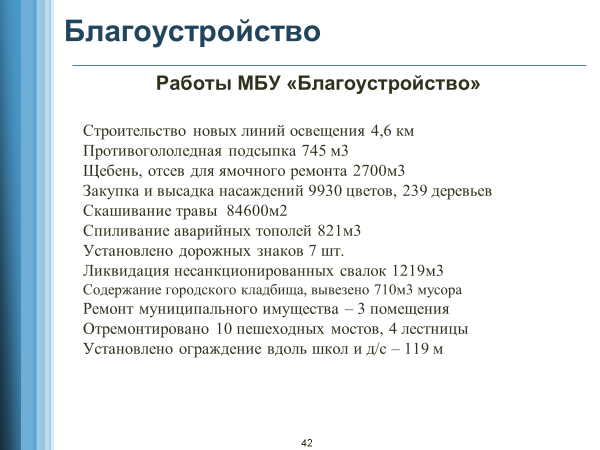 Благоустройство
Работы МБУ «Благоустройство»
Строительство новых линий освещения 4,6 км
Противогололедная подсыпка 745 м3
Щебень, отсев для ямочного ремонта 2700м3
Закупка и высадка насаждений 9930 цветов, 239 деревьев
Скашивание травы 84600м2
Спиливание аварийных тополей 821м3
Установлено дорожных знаков 7 шт.
Ликвидация несанкционированных свалок 1219м3
Содержание городского кладбища, вывезено 710м3 мусора
Ремонт муниципального имущества – 3 помещения
Отремонтировано 10 пешеходных мостов, 4 лестницы
Установлено ограждение вдоль школ и д/с – 119 м
42